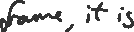 frame, it is